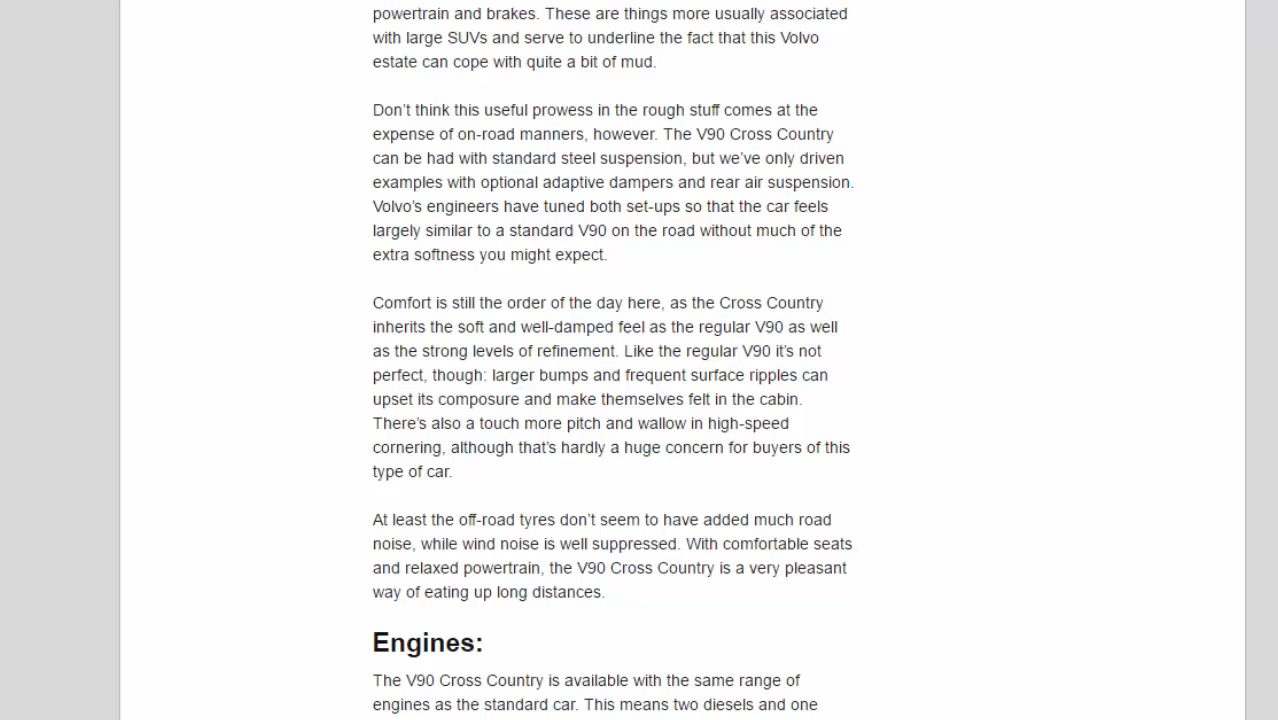 powertrain and brakes. These are things more usually associated
with large SUVs and serve to underline the fact that this Volvo
estate can cope with quite a bit of mud.
Don’t think this useful prowess in the rough stuff comes at the
expense of on-road manners, however. The V90 Cross Country
can be had with standard steel suspension, but we’ve only driven
examples with optional adaptive dampers and rear air suspension.
Volvo’s engineers have tuned both set-ups so that the car feels
largely similar to a standard V90 on the road without much of the
extra softness you might expect.
Comfort is still the order of the day here, as the Cross Country
inherits the soft and well-damped feel as the regular V90 as well
as the strong levels of refinement. Like the regular V90 it’s not
perfect, though: larger bumps and frequent surface ripples can
upset its composure and make themselves felt in the cabin.
There’s also a touch more pitch and wallow in high-speed
cornering, although that’s hardly a huge concern for buyers of this
type of car.
At least the off-road tyres don’t seem to have added much road
noise, while wind noise is well suppressed. With comfortable seats
and relaxed powertrain, the V90 Cross Country is a very pleasant
way of eating up long distances.
Engines:
The V90 Cross Country is available with the same range of
engines as the standard car. This means two diesels and one